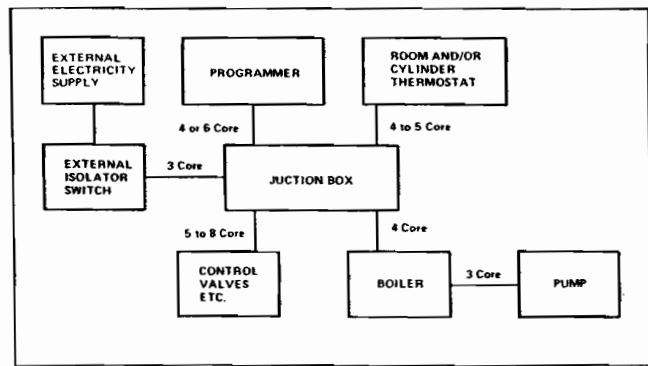 EXTERNAL
ELECTRICITY
SUPPLY
PROGRAMMER
ROOM AND/OR
CYLINDER
THERMOSTAT
4 or 6 Core
4 to 5 Core
EXTERNAL
ISOLATOR
SWITCH
3 Core
JUCTION BOX
5 to 8 Core
4 Core
CONTROL
VALVES
ETC.
BOILER
3 Core
PUMP